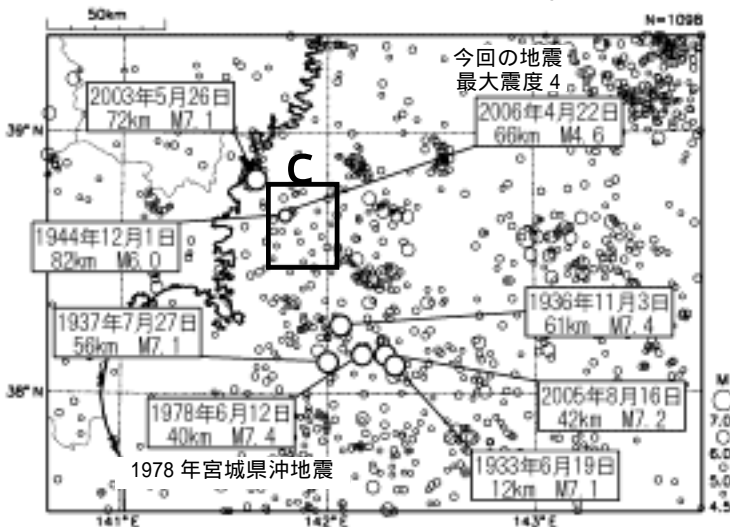 50km
N=1098
今回の地震
最大震度 4
2003年5月26日
72km M7.1
2006年4月22日
66km M4.6
39°N
C
1944年12月1日
82km M6.0
1936年11月3日
61km M7.4
1937年7月27日
56km M7.1
38°N
2005年8月16日
42km M7.2
1978年6月12日
40km M7.4
M
7.0
6.0
5.0
4.5
1978 年宮城県沖地震
1933年6月19日
12km M7.1
141°E
142°E
143°E